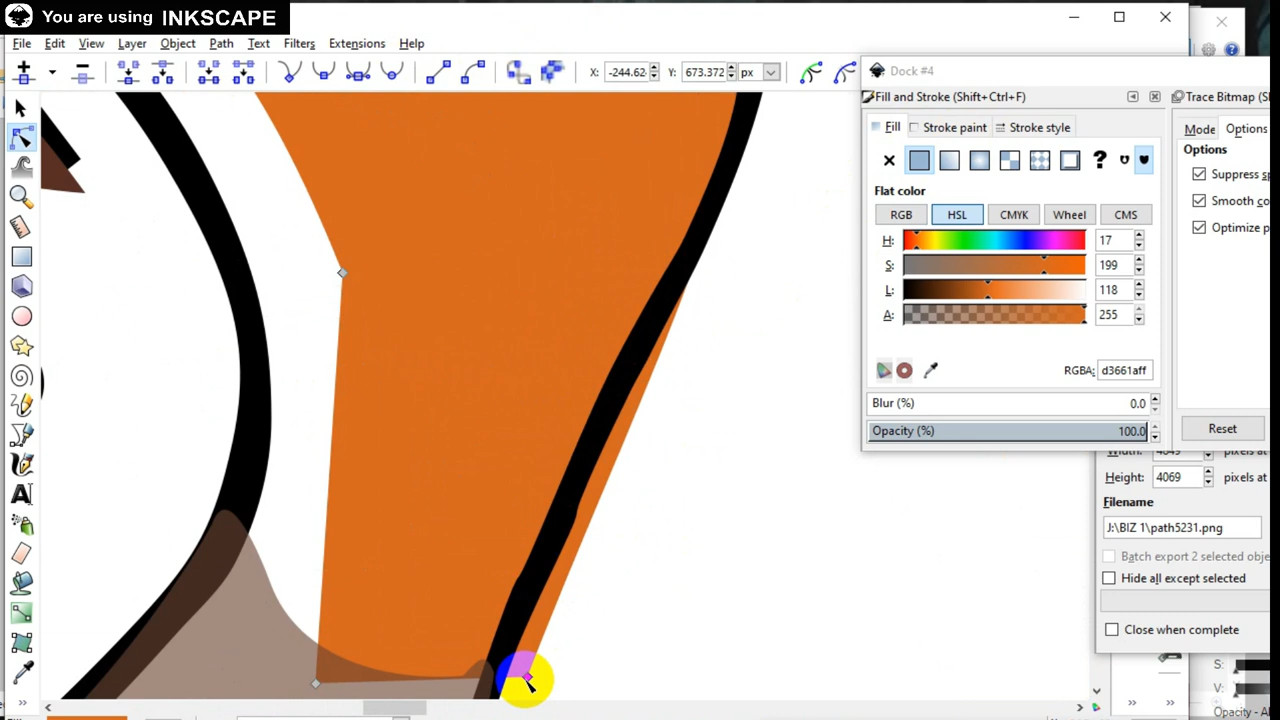 You are using INKSCAPE
File Edit View Layer Object Path Text Filters Extensions Help
X: -244.62 Y: 673.372 px
Dock #4
Fill and Stroke (Shift+Ctrl+F)
Trace Bitmap (S
Fill Stroke paint Stroke style
Mode Options
Options
Suppress sp
Smooth co
Optimize p
Flat color
RGB HSL CMYK Wheel CMS
H: 17
S: 199
L: 118
A: 255
RGBA: d3661aff
Blur (%) 0.0
Opacity (%) 100.0
Reset
pixels at
Height: 4069 pixels at
Filename
J:\BIZ 1\path5231.png
Batch export 2 selected obje
Hide all except selected
Close when complete
S:
V:
Opacity - A